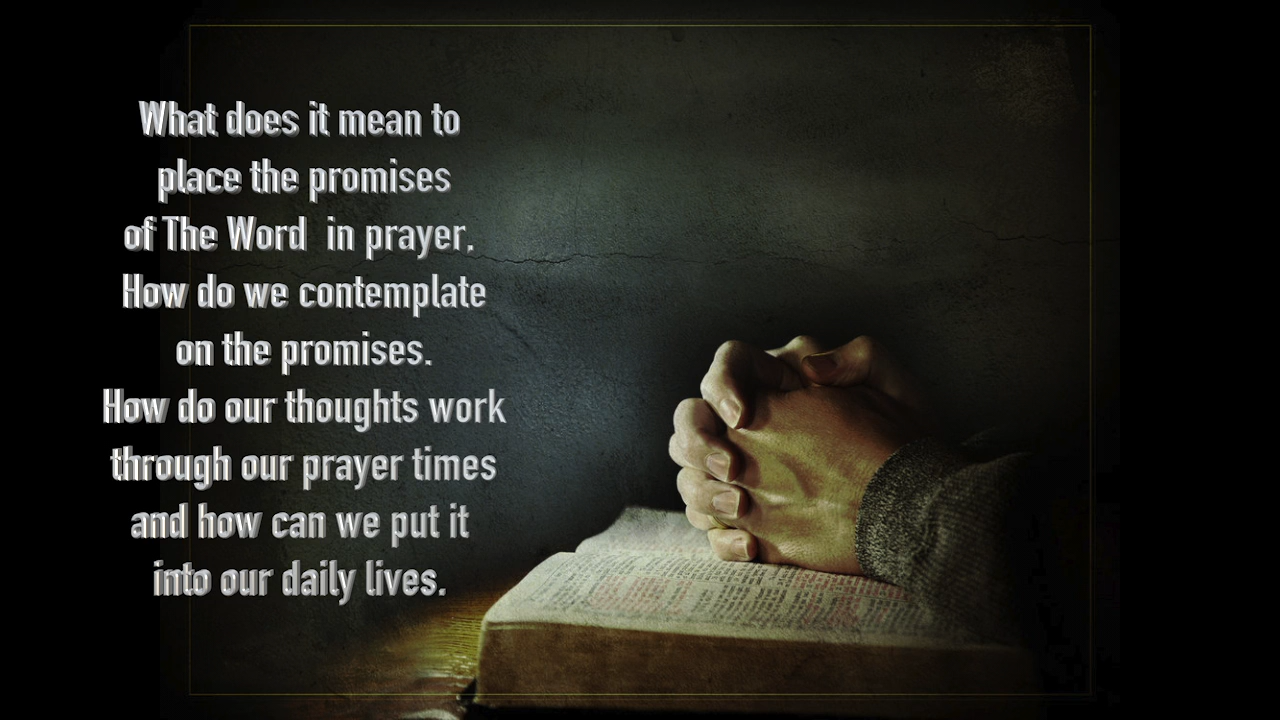 What does it mean to
place the promises
of The Word  in prayer.
How do we contemplate
on the promises.
How do our thoughts work
through our prayer times
and how can we put it
into our daily lives.